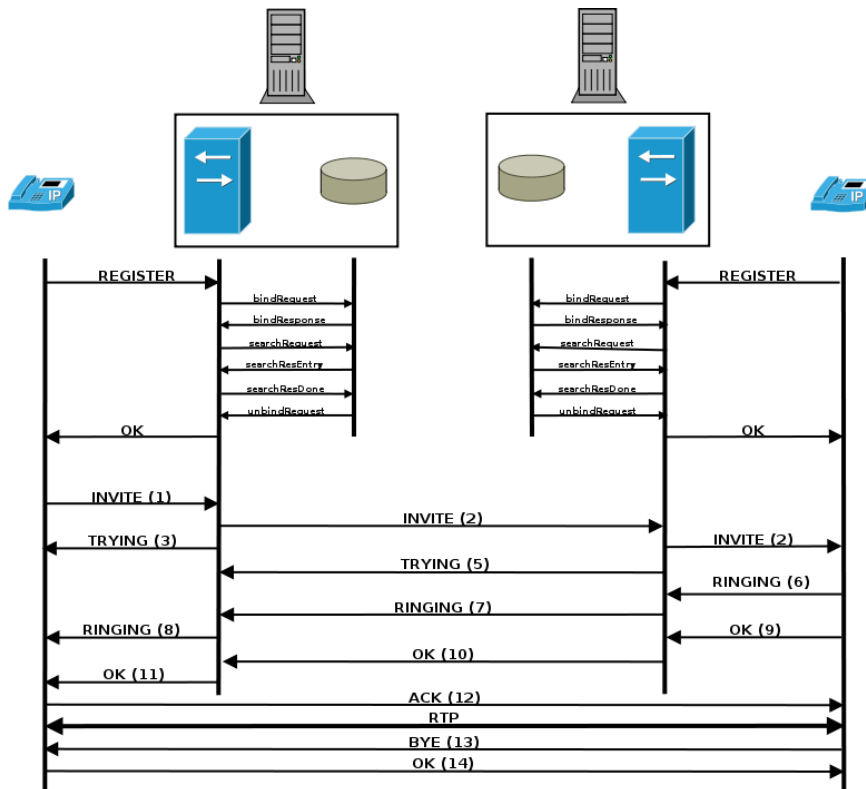 IP
IP
REGISTER
REGISTER
bindRequest
bindRequest
bindResponse
bindResponse
searchRequest
searchRequest
searchResEntry
searchResEntry
searchResDone
searchResDone
unbindRequest
unbindRequest
OK
OK
INVITE (1)
INVITE (2)
TRYING (3)
INVITE (2)
TRYING (5)
RINGING (6)
RINGING (7)
RINGING (8)
OK (9)
OK (10)
OK (11)
ACK (12)
RTP
BYE (13)
OK (14)